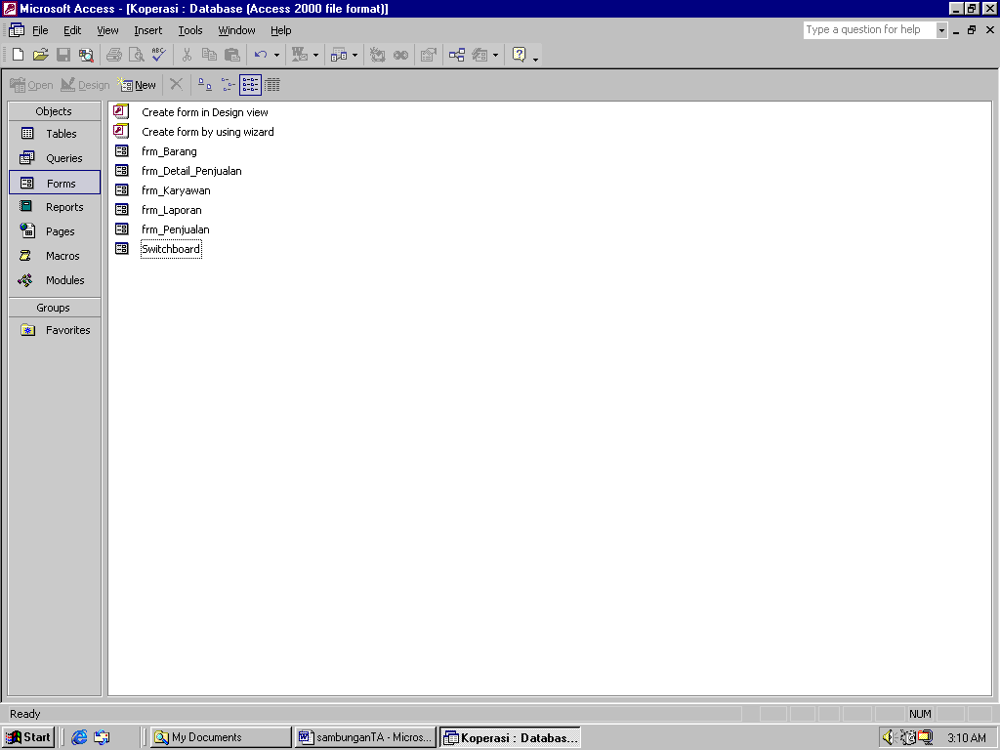 Microsoft Access - [Koperasi : Database (Access 2000 file format)]
File Edit View Insert Tools Window Help Type a question for help
Open Design New
Objects
Tables
Queries
Forms
Reports
Pages
Macros
Modules
Groups
Favorites
Create form in Design view
Create form by using wizard
frm_Barang
frm_Detail_Penjualan
frm_Karyawan
frm_Laporan
frm_Penjualan
Switchboard
Ready NUM
Start My Documents sambunganTA - Micros... Koperasi : Databas... 3:10 AM